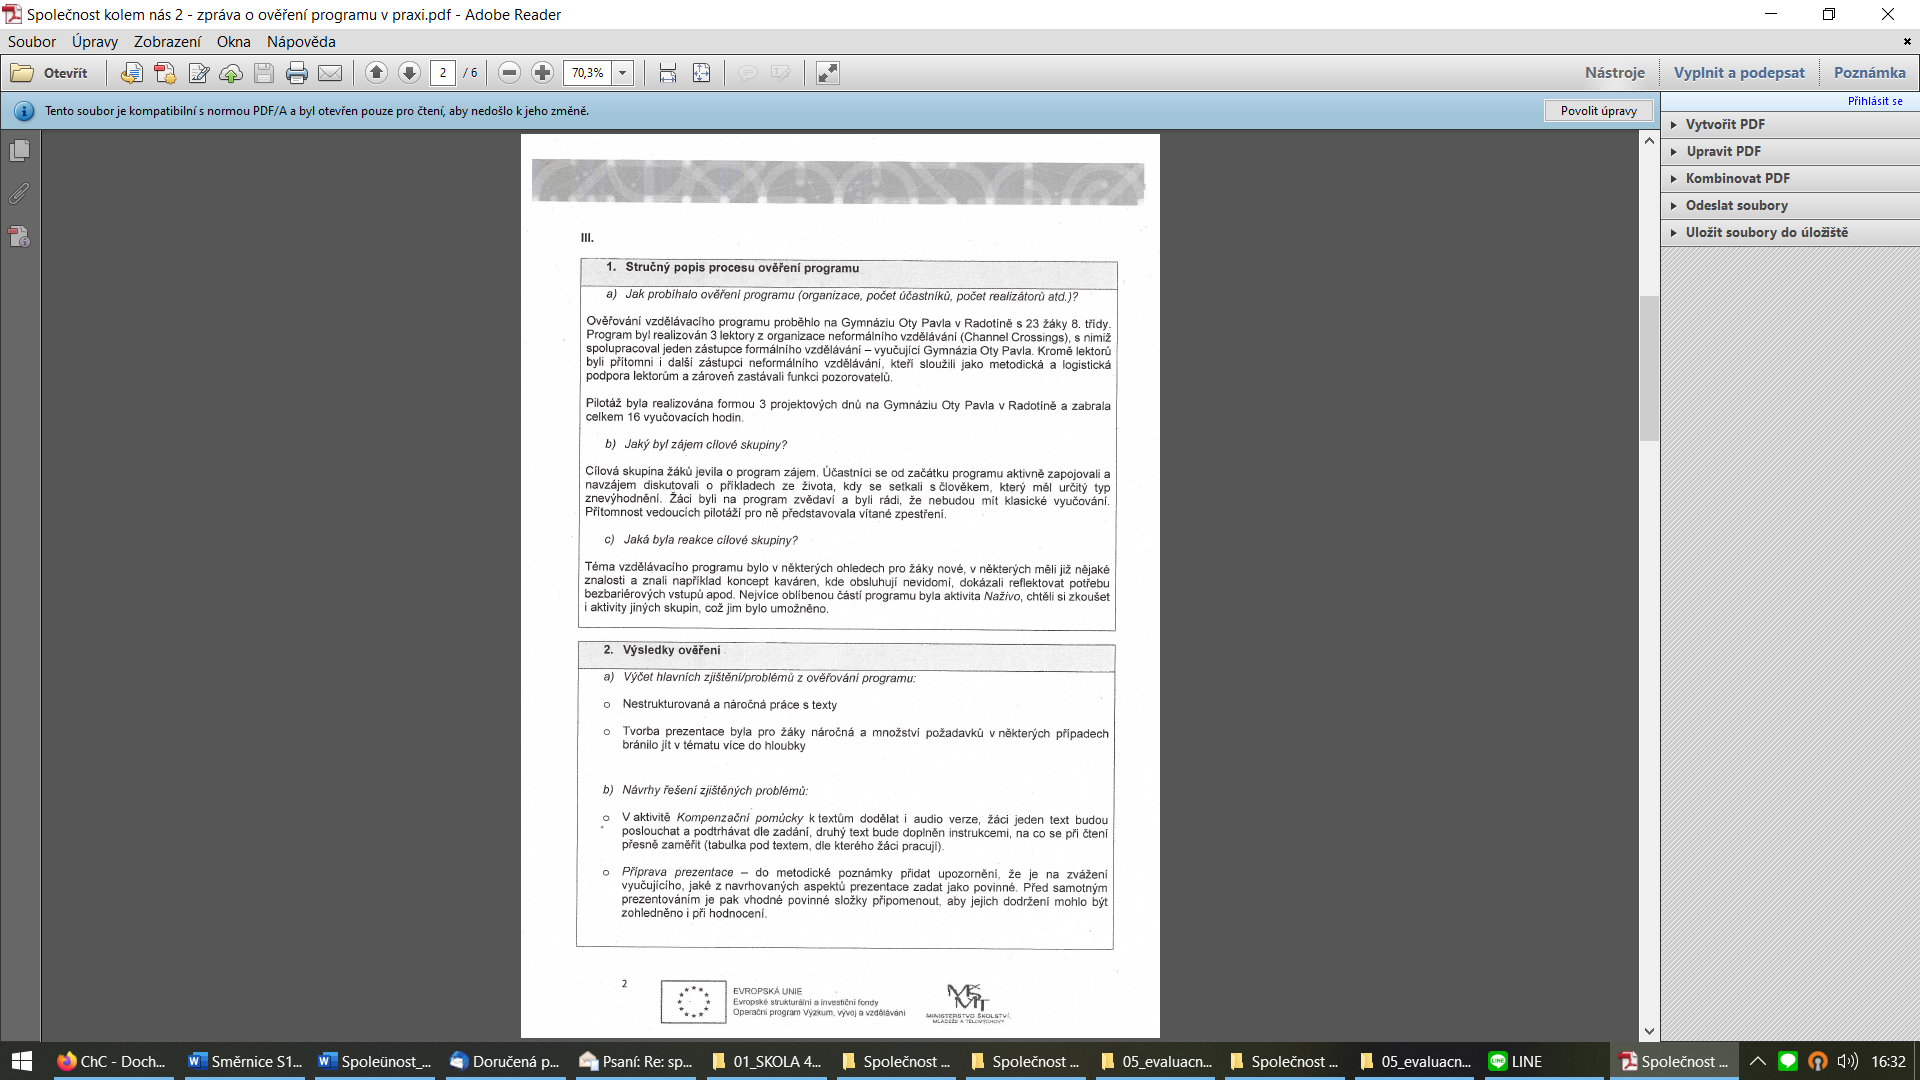 Společnost kolem nás 2 - zpráva o ověření programu v praxi.pdf - Adobe Reader
Soubor Úpravy Zobrazení Okna Nápověda
Otevřít 2 / 6 70,3% Nástroje Vyplnit a podepsat Poznámka
Tento soubor je kompatibilní s normou PDF/A a byl otevřen pouze pro čtení, aby nedošlo k jeho změně. Povolit úpravy
Přihlásit se
Vytvořit PDF
Upravit PDF
Kombinovat PDF
Odeslat soubory
Uložit soubory do úložiště
III.
1. Stručný popis procesu ověření programu
a) Jak probíhalo ověření programu (organizace, počet účastníků, počet realizátorů atd.)?
Ověřování vzdělávacího programu proběhlo na Gymnáziu Oty Pavla v Radotíně s 23 žáky 8. třídy.
Program byl realizován 3 lektory z organizace neformálního vzdělávání (Channel Crossings), s nimiž
spolupracoval jeden zástupce formálního vzdělávání – vyučující Gymnázia Oty Pavla. Kromě lektorů
byli přítomni i další zástupci neformálního vzdělávání, kteří sloužili jako metodická a logistická
podpora lektorům a zároveň zastávali funkci pozorovatelů.
Pilotáž byla realizována formou 3 projektových dnů na Gymnáziu Oty Pavla v Radotíně a zabrala
celkem 16 vyučovacích hodin.
b) Jaký byl zájem cílové skupiny?
Cílová skupina žáků jevila o program zájem. Účastníci se od začátku programu aktivně zapojovali a
navzájem diskutovali o příkladech ze života, kdy se setkali s člověkem, který měl určitý typ
znevýhodnění. Žáci byli na program zvědaví a byli rádi, že nebudou mít klasické vyučování.
Přítomnost vedoucích pilotáží pro ně představovala vítané zpestření.
c) Jaká byla reakce cílové skupiny?
Téma vzdělávacího programu bylo v některých ohledech pro žáky nové, v některých měli již nějaké
znalosti a znali například koncept kaváren, kde obsluhují nevidomí, dokázali reflektovat potřebu
bezbariérových vstupů apod. Nejvíce oblíbenou částí programu byla aktivita Naživo, chtěli si zkoušet
i aktivity jiných skupin, což jim bylo umožněno.
2. Výsledky ověření
a) Výčet hlavních zjištění/problémů z ověřování programu:
o Nestrukturovaná a náročná práce s texty
o Tvorba prezentace byla pro žáky náročná a množství požadavků v některých případech
bránilo jít v tématu více do hloubky
b) Návrhy řešení zjištěných problémů:
o V aktivitě Kompenzační pomůcky k textům dodělat i audio verze, žáci jeden text budou
poslouchat a podtrhávat dle zadání, druhý text bude doplněn instrukcemi, na co se při čtení
přesně zaměřit (tabulka pod textem, dle kterého žáci pracují).
o Příprava prezentace – do metodické poznámky přidat upozornění, že je na zvážení
vyučujícího, jaké z navrhovaných aspektů prezentace zadat jako povinné. Před samotným
prezentováním je pak vhodné povinné složky připomenout, aby jejich dodržení mohlo být
zohledněno i při hodnocení.
2
EVROPSKÁ UNIE
Evropské strukturální a investiční fondy
Operační program Výzkum, vývoj a vzdělávání
MŠMT
MINISTERSTVO ŠKOLSTVÍ,
MLÁDEŽE A TĚLOVÝCHOVY
ChC - Doch... Směrnice S1... Spoleünost_... Doručená p... Psaní: Re: sp... 01_SKOLA 4... Společnost ... Společnost ... 05_evaluacn... Společnost ... 05_evaluacn... LINE Společnost ... 16:32